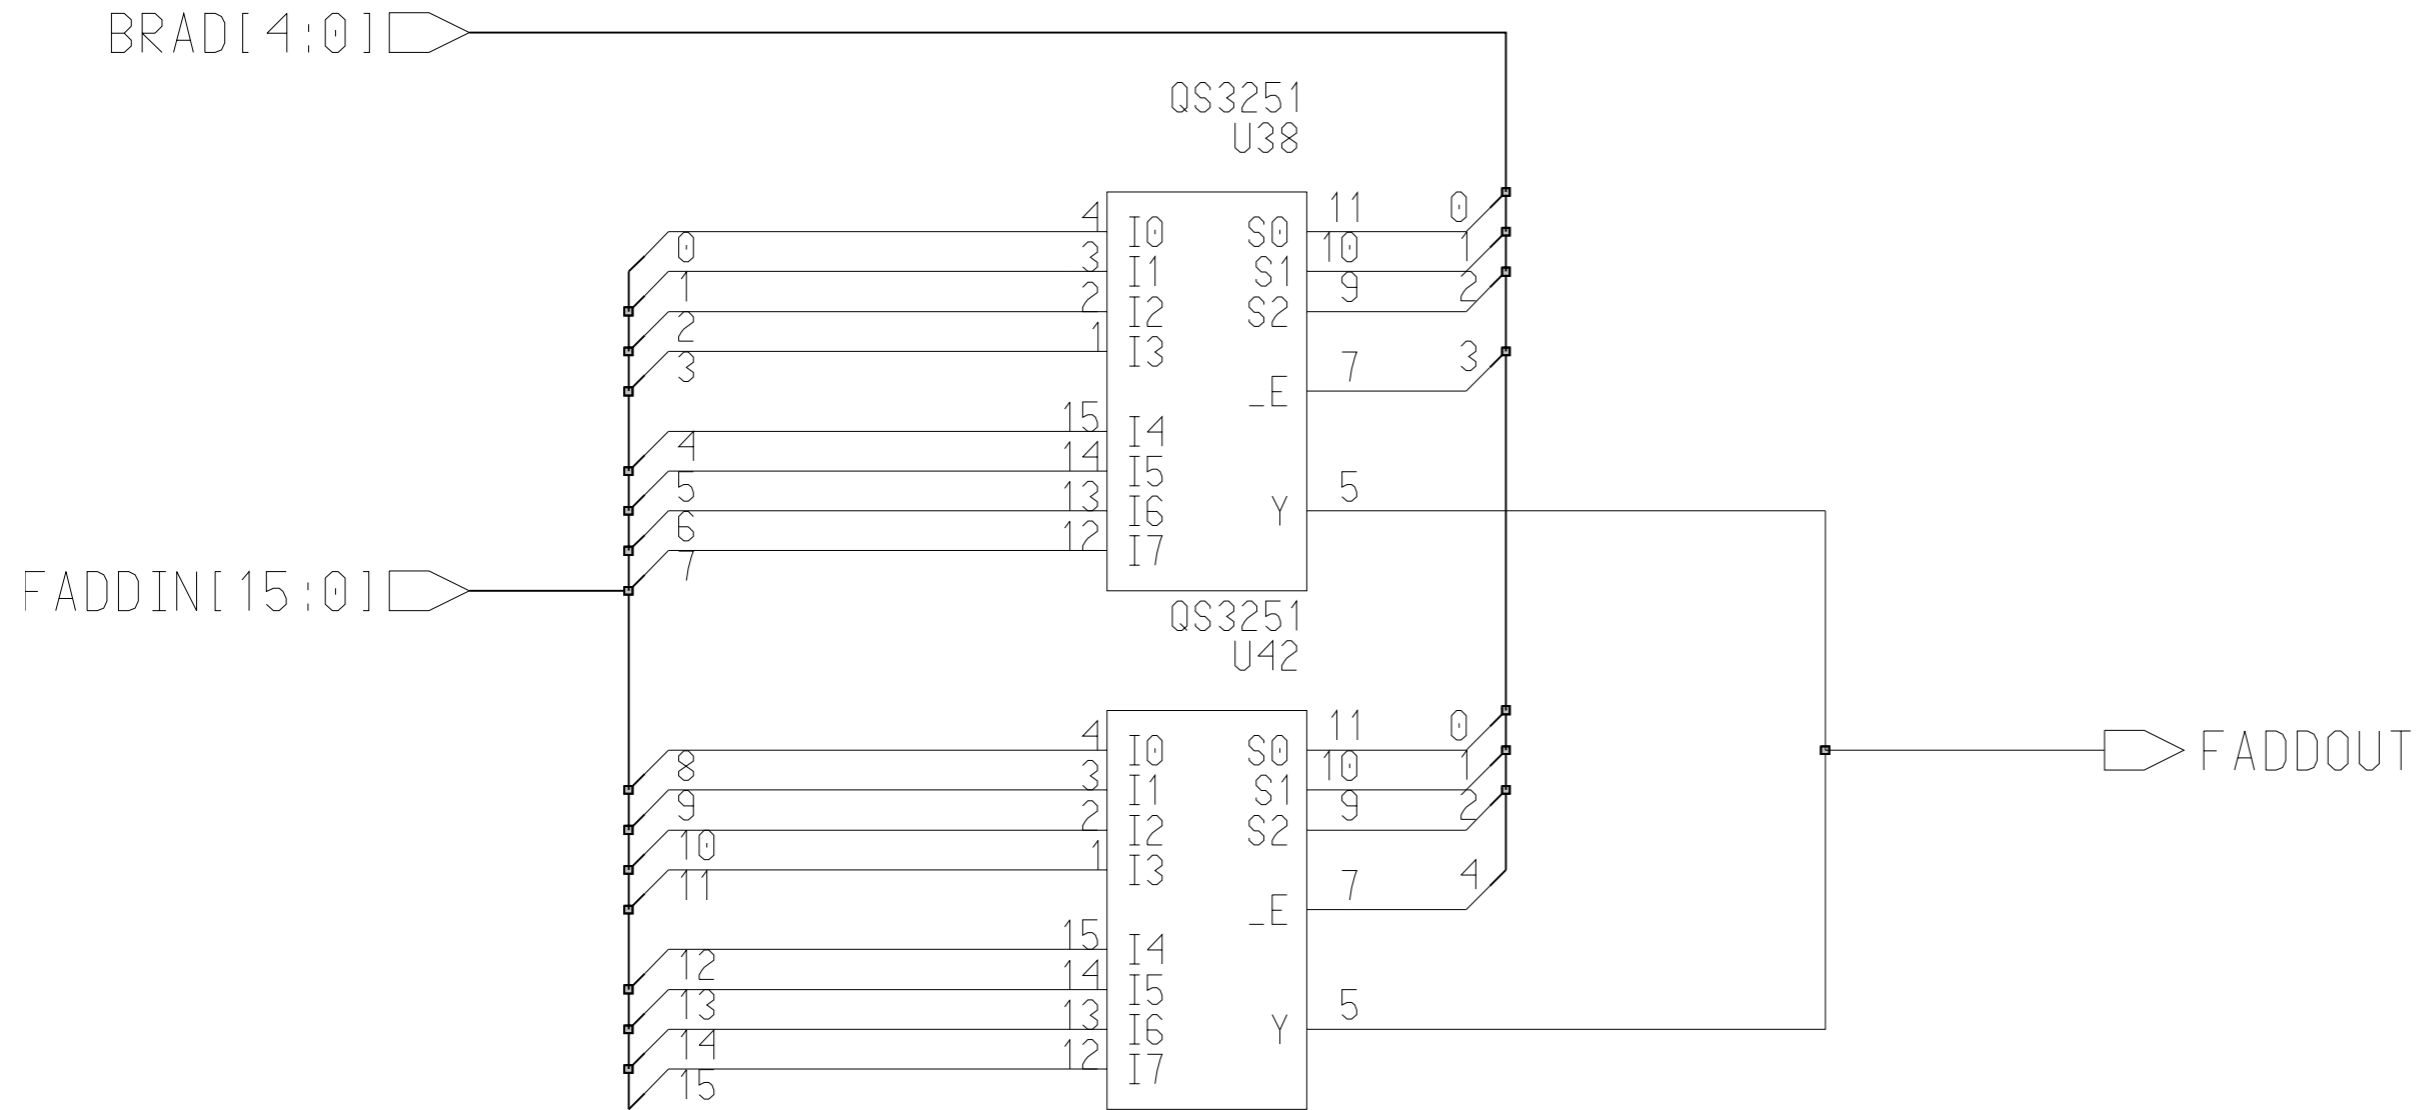 BRAD[4:0]
QS3251
U38
4 I0 S0 11 0
0 3 I1 S1 10 1
1 2 I2 S2 9 2
2 1 I3
3 _E 7 3
15 I4
4 14 I5
5 13 I6 Y 5
6 12 I7
7
FADDIN[15:0]
QS3251
U42
4 I0 S0 11 0
8 3 I1 S1 10 1
9 2 I2 S2 9 2
10 1 I3
11 _E 7 4
15 I4
12 14 I5
13 13 I6 Y 5
14 12 I7
15
FADDOUT